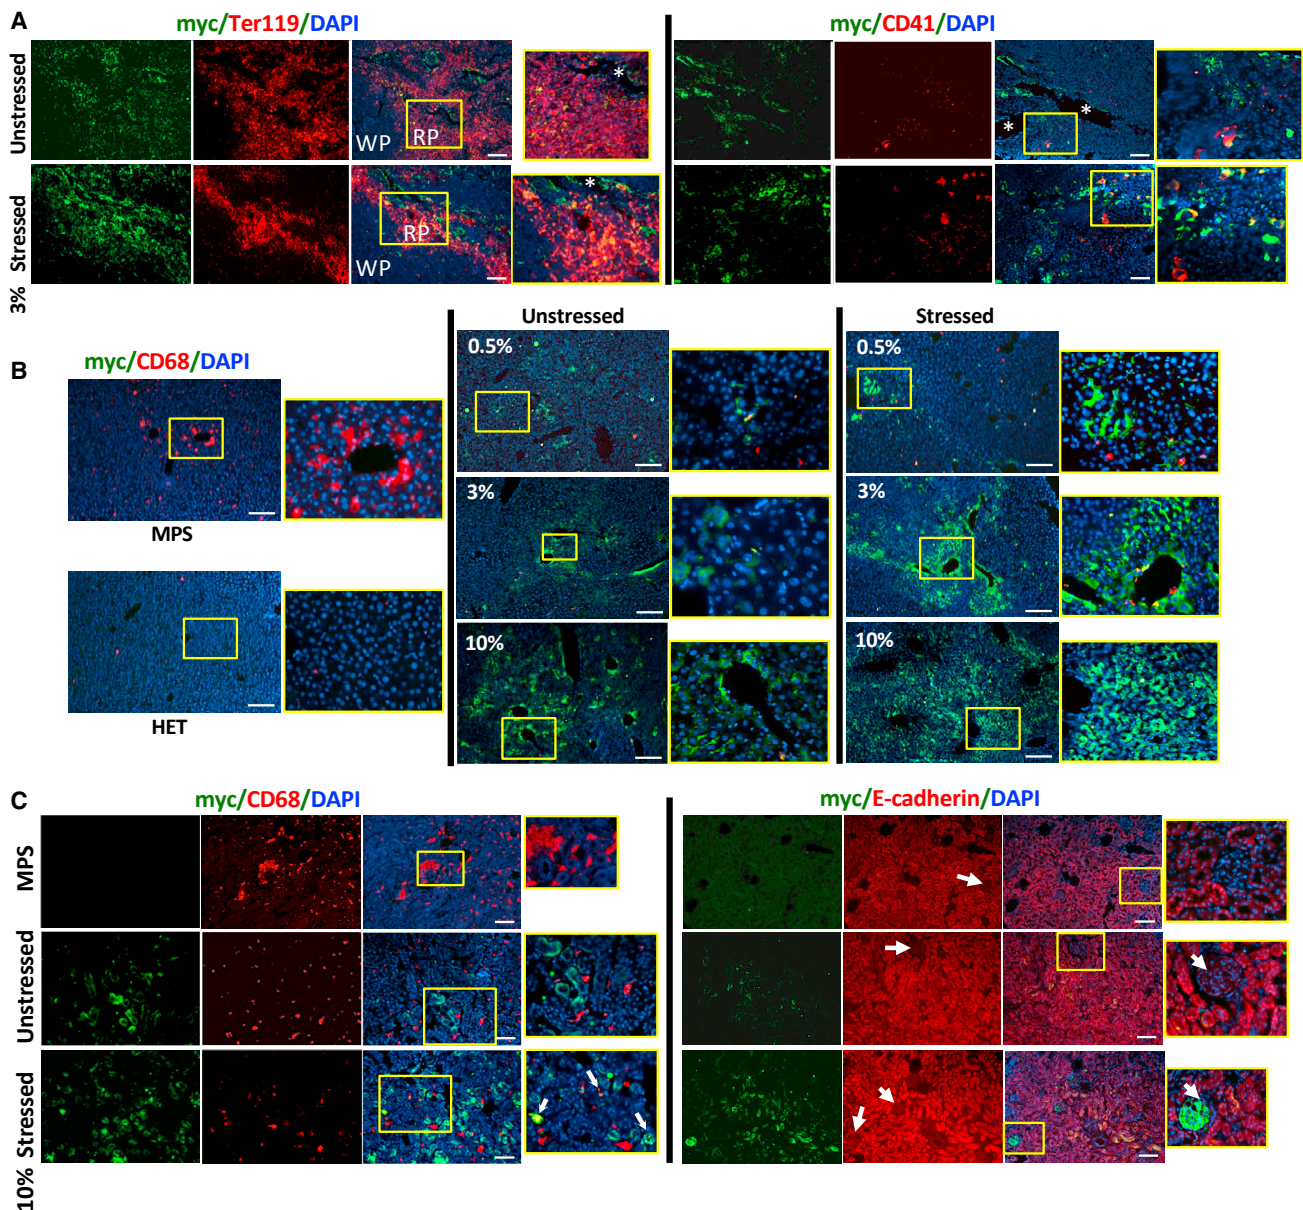 A
myc/Ter119/DAPI
myc/CD41/DAPI
Unstressed
3% Stressed
WP
RP
*
*
*
WP
RP
*
B
myc/CD68/DAPI
MPS
HET
Unstressed
0.5%
3%
10%
Stressed
0.5%
3%
10%
C
myc/CD68/DAPI
myc/E-cadherin/DAPI
MPS
Unstressed
10% Stressed